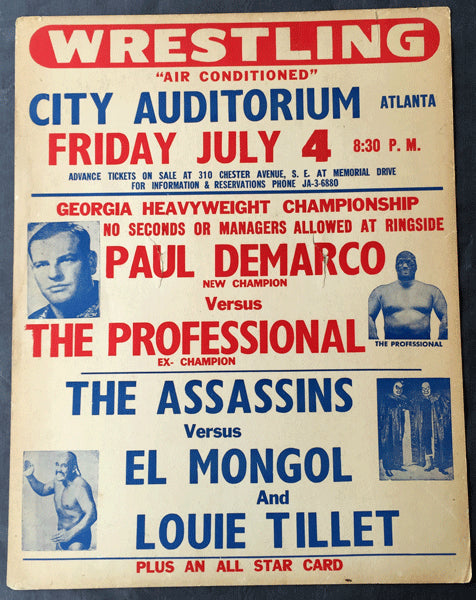 WRESTLING
"AIR CONDITIONED"
CITY AUDITORIUM ATLANTA
FRIDAY JULY 4 8:30 P. M.
ADVANCE TICKETS ON SALE AT 310 CHESTER AVENUE, S. E. AT MEMORIAL DRIVE
FOR INFORMATION & RESERVATIONS PHONE JA-3-6880
GEORGIA HEAVYWEIGHT CHAMPIONSHIP
NO SECONDS OR MANAGERS ALLOWED AT RINGSIDE
PAUL DEMARCO
NEW CHAMPION
Versus
THE PROFESSIONAL
EX- CHAMPION
THE PROFESSIONAL
THE ASSASSINS
Versus
EL MONGOL
And
LOUIE TILLET
PLUS AN ALL STAR CARD